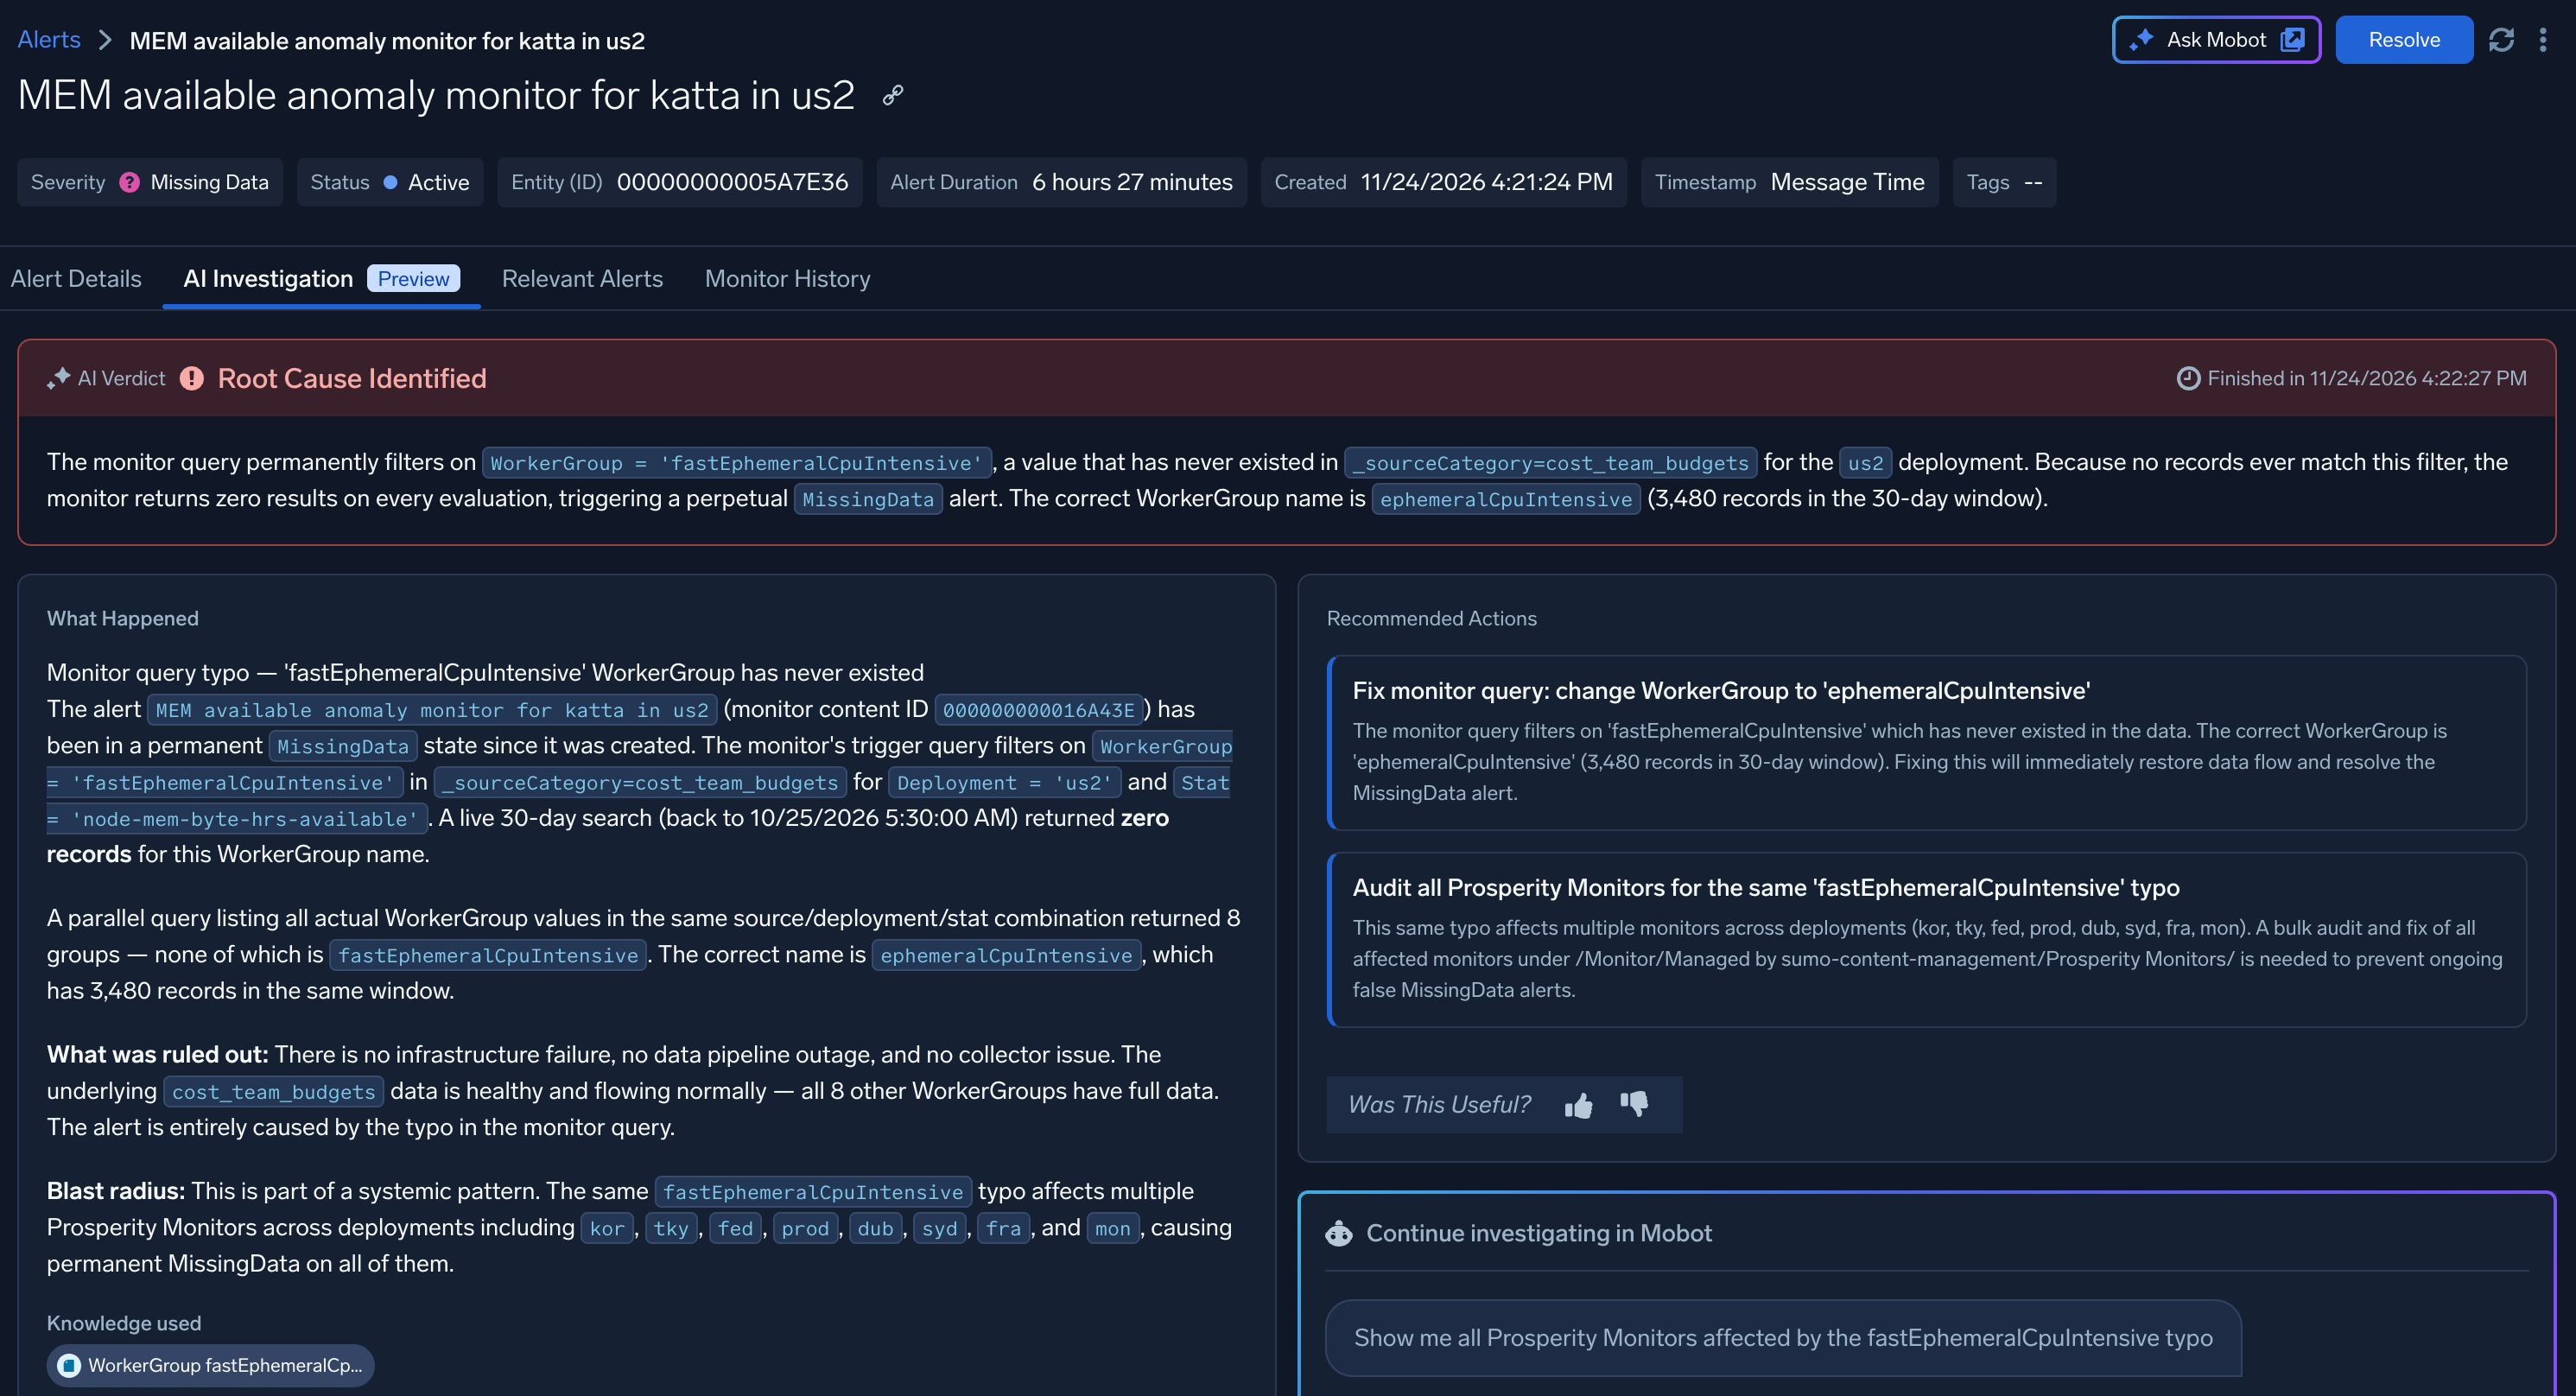 Alerts > MEM available anomaly monitor for katta in us2
Ask Mobot
Resolve
MEM available anomaly monitor for katta in us2
Severity ? Missing Data
Status Active
Entity (ID) 00000000005A7E36
Alert Duration 6 hours 27 minutes
Created 11/24/2026 4:21:24 PM
Timestamp Message Time
Tags --
Alert Details
AI Investigation Preview
Relevant Alerts
Monitor History
AI Verdict ! Root Cause Identified
Finished in 11/24/2026 4:22:27 PM
The monitor query permanently filters on WorkerGroup = 'fastEphemeralCpuIntensive', a value that has never existed in _sourceCategory=cost_team_budgets for the us2 deployment. Because no records ever match this filter, the
monitor returns zero results on every evaluation, triggering a perpetual MissingData alert. The correct WorkerGroup name is ephemeralCpuIntensive (3,480 records in the 30-day window).
What Happened
Monitor query typo — 'fastEphemeralCpuIntensive' WorkerGroup has never existed
The alert MEM available anomaly monitor for katta in us2 (monitor content ID 000000000016A43E) has
been in a permanent MissingData state since it was created. The monitor's trigger query filters on WorkerGroup
= 'fastEphemeralCpuIntensive' in _sourceCategory=cost_team_budgets for Deployment = 'us2' and Stat
= 'node-mem-byte-hrs-available'. A live 30-day search (back to 10/25/2026 5:30:00 AM) returned zero
records for this WorkerGroup name.
A parallel query listing all actual WorkerGroup values in the same source/deployment/stat combination returned 8
groups — none of which is fastEphemeralCpuIntensive. The correct name is ephemeralCpuIntensive, which
has 3,480 records in the same window.
What was ruled out: There is no infrastructure failure, no data pipeline outage, and no collector issue. The
underlying cost_team_budgets data is healthy and flowing normally — all 8 other WorkerGroups have full data.
The alert is entirely caused by the typo in the monitor query.
Blast radius: This is part of a systemic pattern. The same fastEphemeralCpuIntensive typo affects multiple
Prosperity Monitors across deployments including kor, tky, fed, prod, dub, syd, fra, and mon, causing
permanent MissingData on all of them.
Knowledge used
WorkerGroup fastEphemeralCp...
Recommended Actions
Fix monitor query: change WorkerGroup to 'ephemeralCpuIntensive'
The monitor query filters on 'fastEphemeralCpuIntensive' which has never existed in the data. The correct WorkerGroup is
'ephemeralCpuIntensive' (3,480 records in 30-day window). Fixing this will immediately restore data flow and resolve the
MissingData alert.
Audit all Prosperity Monitors for the same 'fastEphemeralCpuIntensive' typo
This same typo affects multiple monitors across deployments (kor, tky, fed, prod, dub, syd, fra, mon). A bulk audit and fix of all
affected monitors under /Monitor/Managed by sumo-content-management/Prosperity Monitors/ is needed to prevent ongoing
false MissingData alerts.
Was This Useful?
Continue investigating in Mobot
Show me all Prosperity Monitors affected by the fastEphemeralCpuIntensive typo